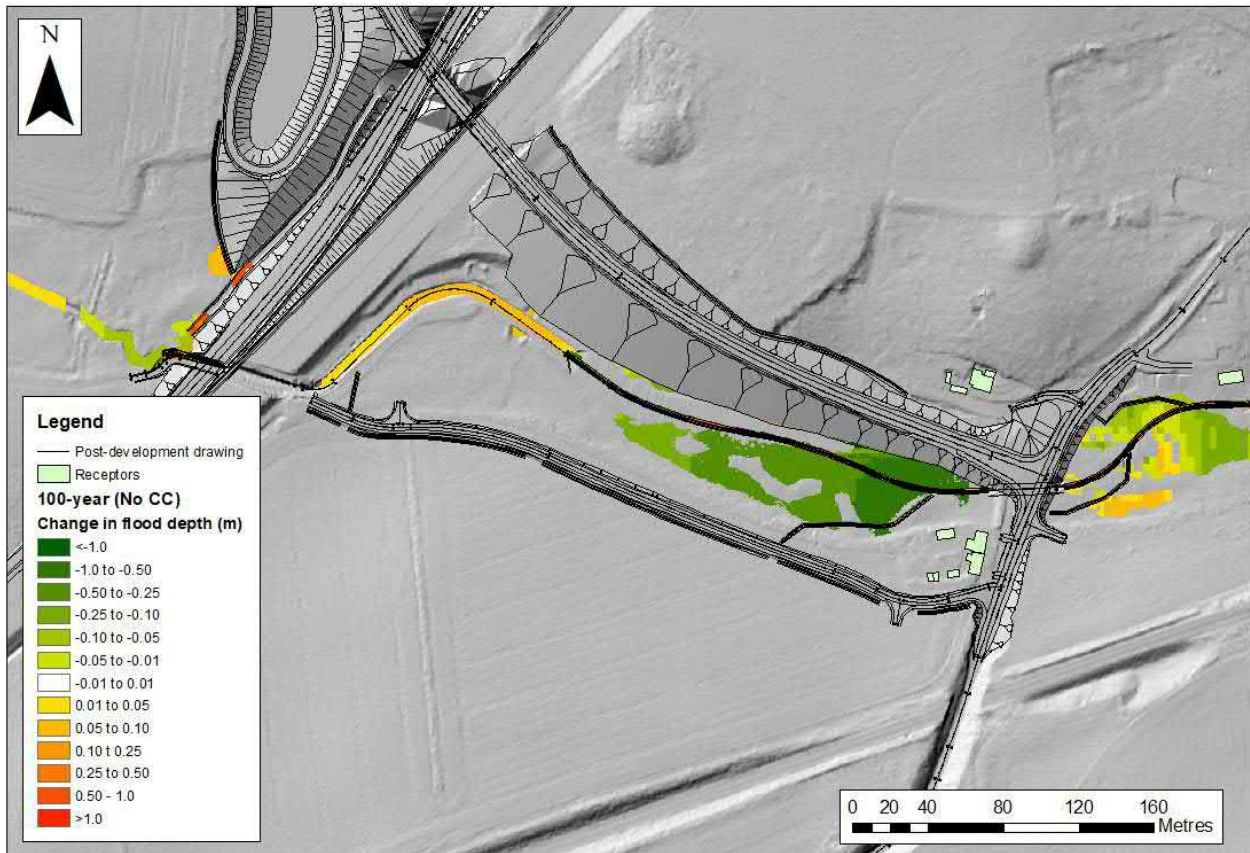 N
Legend
Post-development drawing
Receptors
100-year (No CC)
Change in flood depth (m)
<-1.0
-1.0 to -0.50
-0.50 to -0.25
-0.25 to -0.10
-0.10 to -0.05
-0.05 to -0.01
-0.01 to 0.01
0.01 to 0.05
0.05 to 0.10
0.10 t 0.25
0.25 to 0.50
0.50 - 1.0
>1.0
0 20 40 80 120 160
Metres